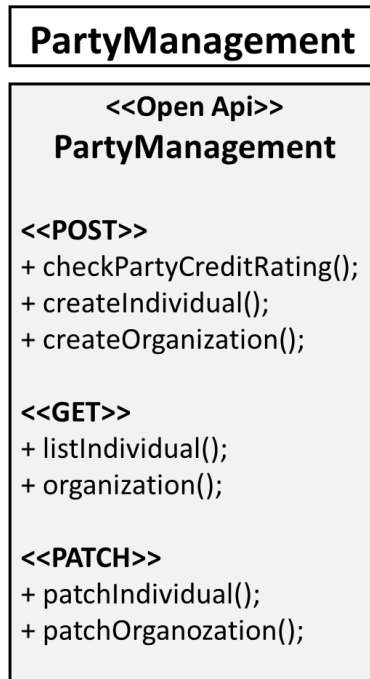 PartyManagement
<<Open Api>>
PartyManagement
<<POST>>
+ checkPartyCreditRating();
+ createIndividual();
+ createOrganization();
<<GET>>
+ listIndividual();
+ organization();
<<PATCH>>
+ patchIndividual();
+ patchOrganozation();